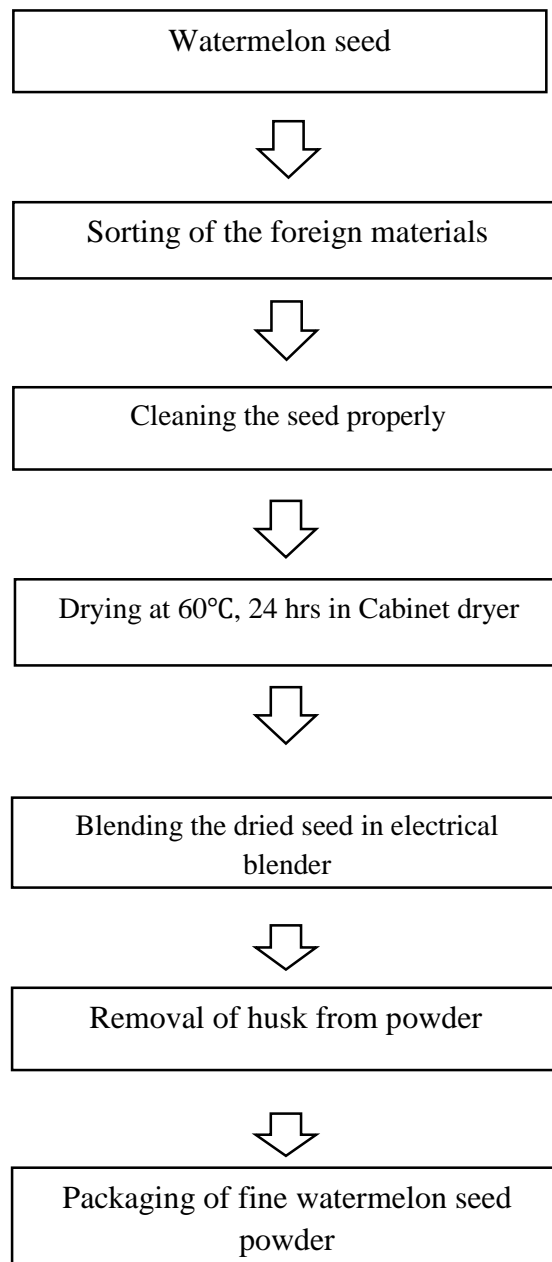 Watermelon seed
Sorting of the foreign materials
Cleaning the seed properly
Drying at 60℃, 24 hrs in Cabinet dryer
Blending the dried seed in electrical
blender
Removal of husk from powder
Packaging of fine watermelon seed
powder